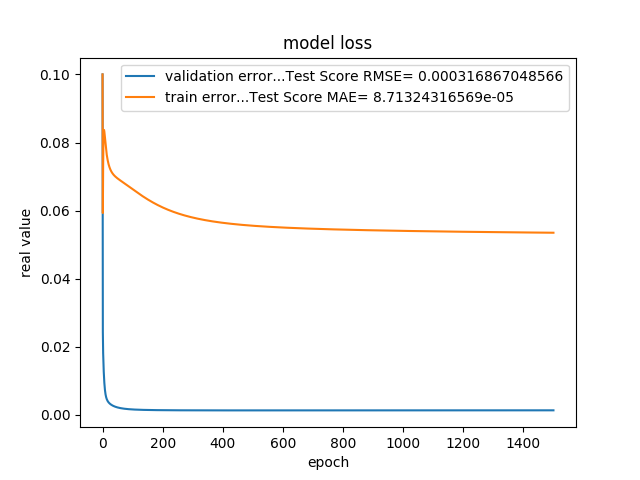 model loss
validation error...Test Score RMSE= 0.000316867048566
train error...Test Score MAE= 8.71324316569e-05
real value
0.10
0.08
0.06
0.04
0.02
0.00
0 200 400 600 800 1000 1200 1400
epoch